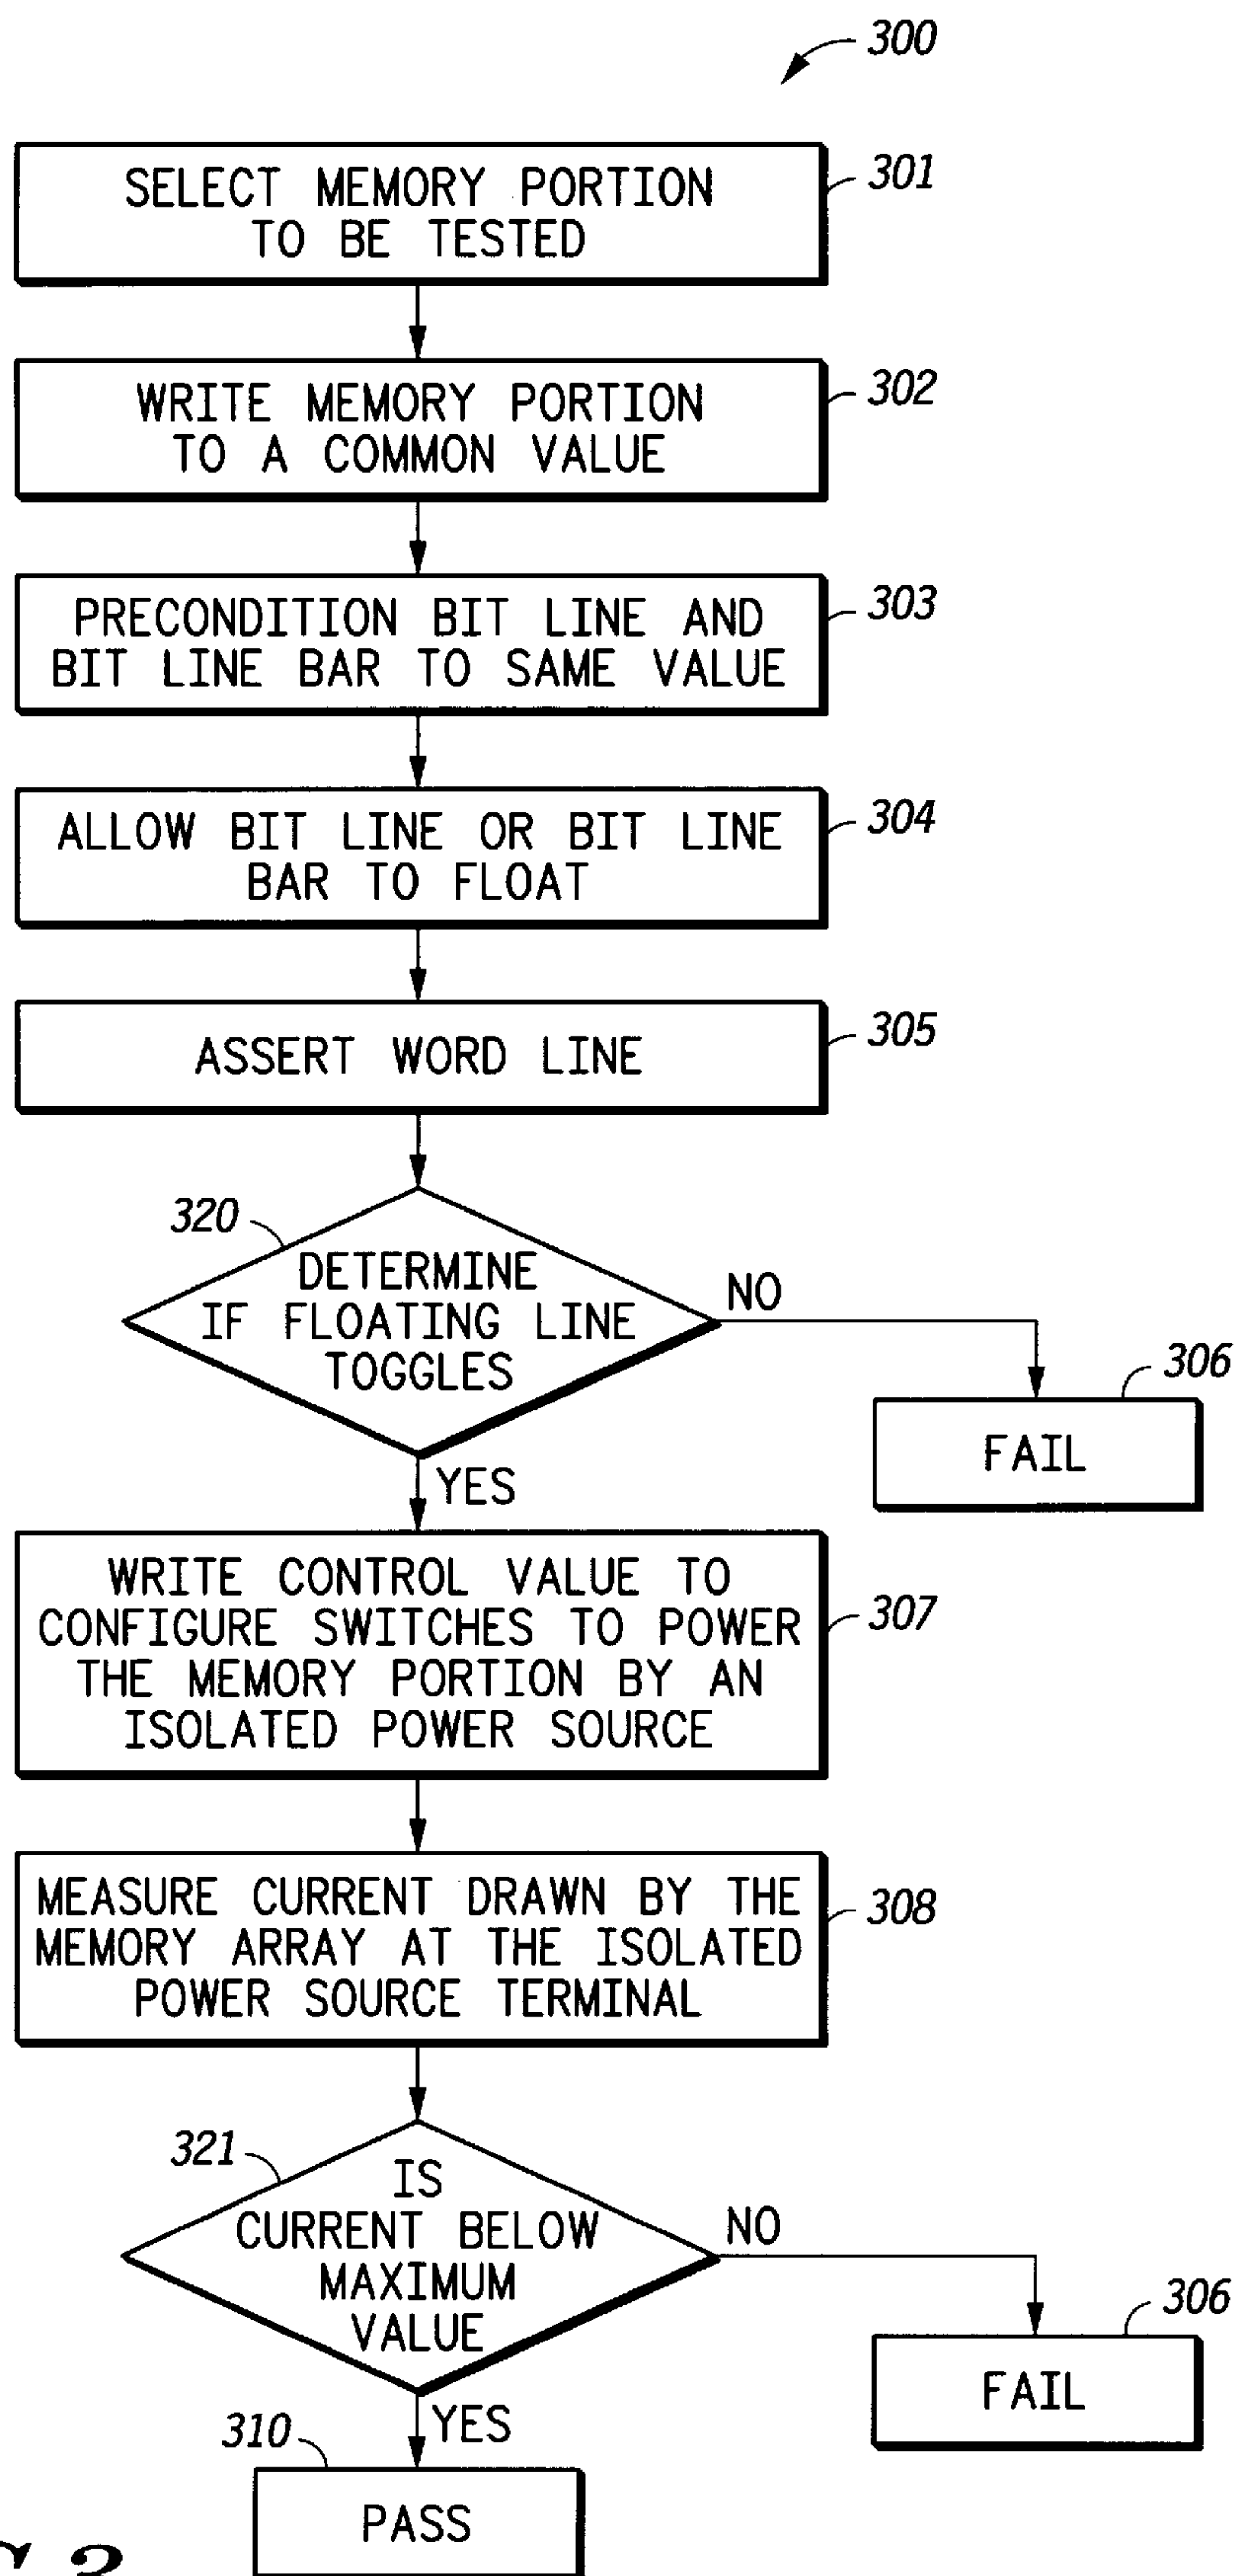 300
SELECT MEMORY PORTION
TO BE TESTED
301
WRITE MEMORY PORTION
TO A COMMON VALUE
302
PRECONDITION BIT LINE AND
BIT LINE BAR TO SAME VALUE
303
ALLOW BIT LINE OR BIT LINE
BAR TO FLOAT
304
ASSERT WORD LINE
305
320
DETERMINE
IF FLOATING LINE
TOGGLES
NO
306
FAIL
YES
WRITE CONTROL VALUE TO
CONFIGURE SWITCHES TO POWER
THE MEMORY PORTION BY AN
ISOLATED POWER SOURCE
307
MEASURE CURRENT DRAWN BY THE
MEMORY ARRAY AT THE ISOLATED
POWER SOURCE TERMINAL
308
321
IS
CURRENT BELOW
MAXIMUM
VALUE
NO
306
FAIL
YES
310
PASS